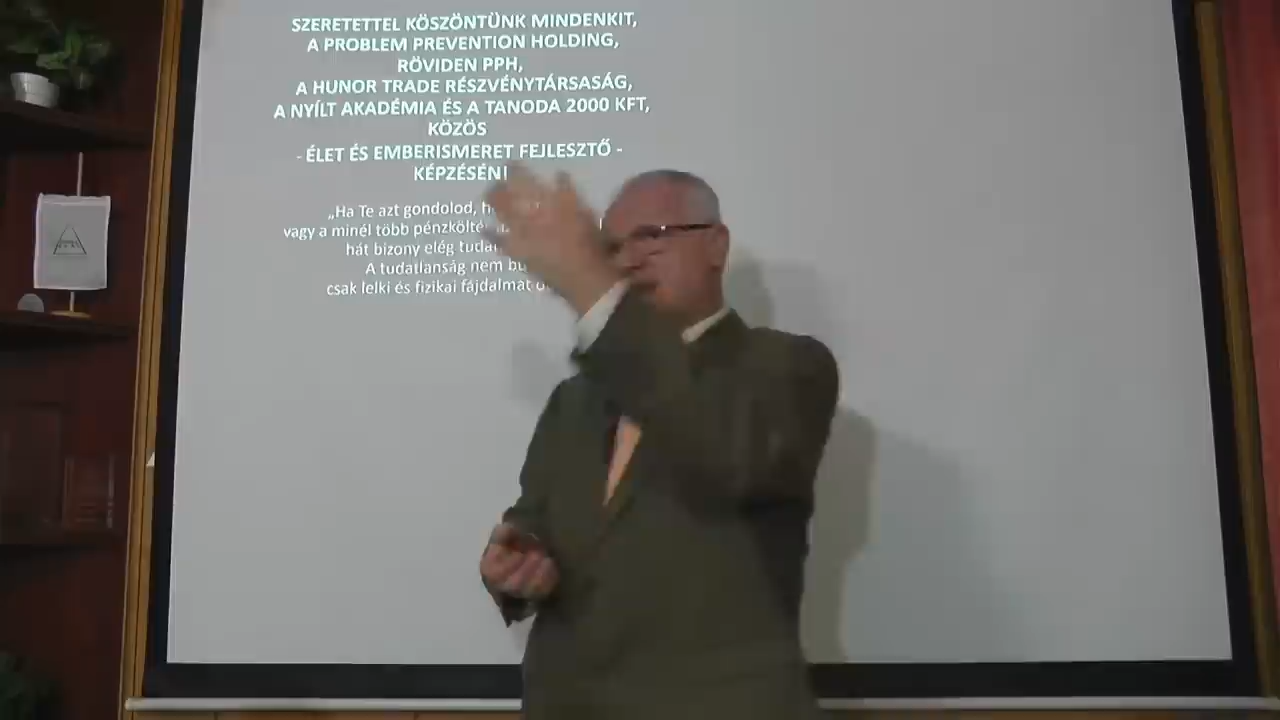 SZERETETTEL KÖSZÖNTÜNK MINDENKIT,
A PROBLEM PREVENTION HOLDING,
RÖVIDEN PPH,
A HUNOR TRADE RÉSZVÉNYTÁRSASÁG,
A NYÍLT AKADÉMIA ÉS A TANODA 2000 KFT,
KÖZÖS
- ÉLET ÉS EMBERISMERET FEJLESZTŐ -
KÉPZÉSÉN!
„Ha Te azt gondolod,
vagy a minél több
hát bizony elég
A tudatlanság nem
csak lelki és fizikai fájdalmat